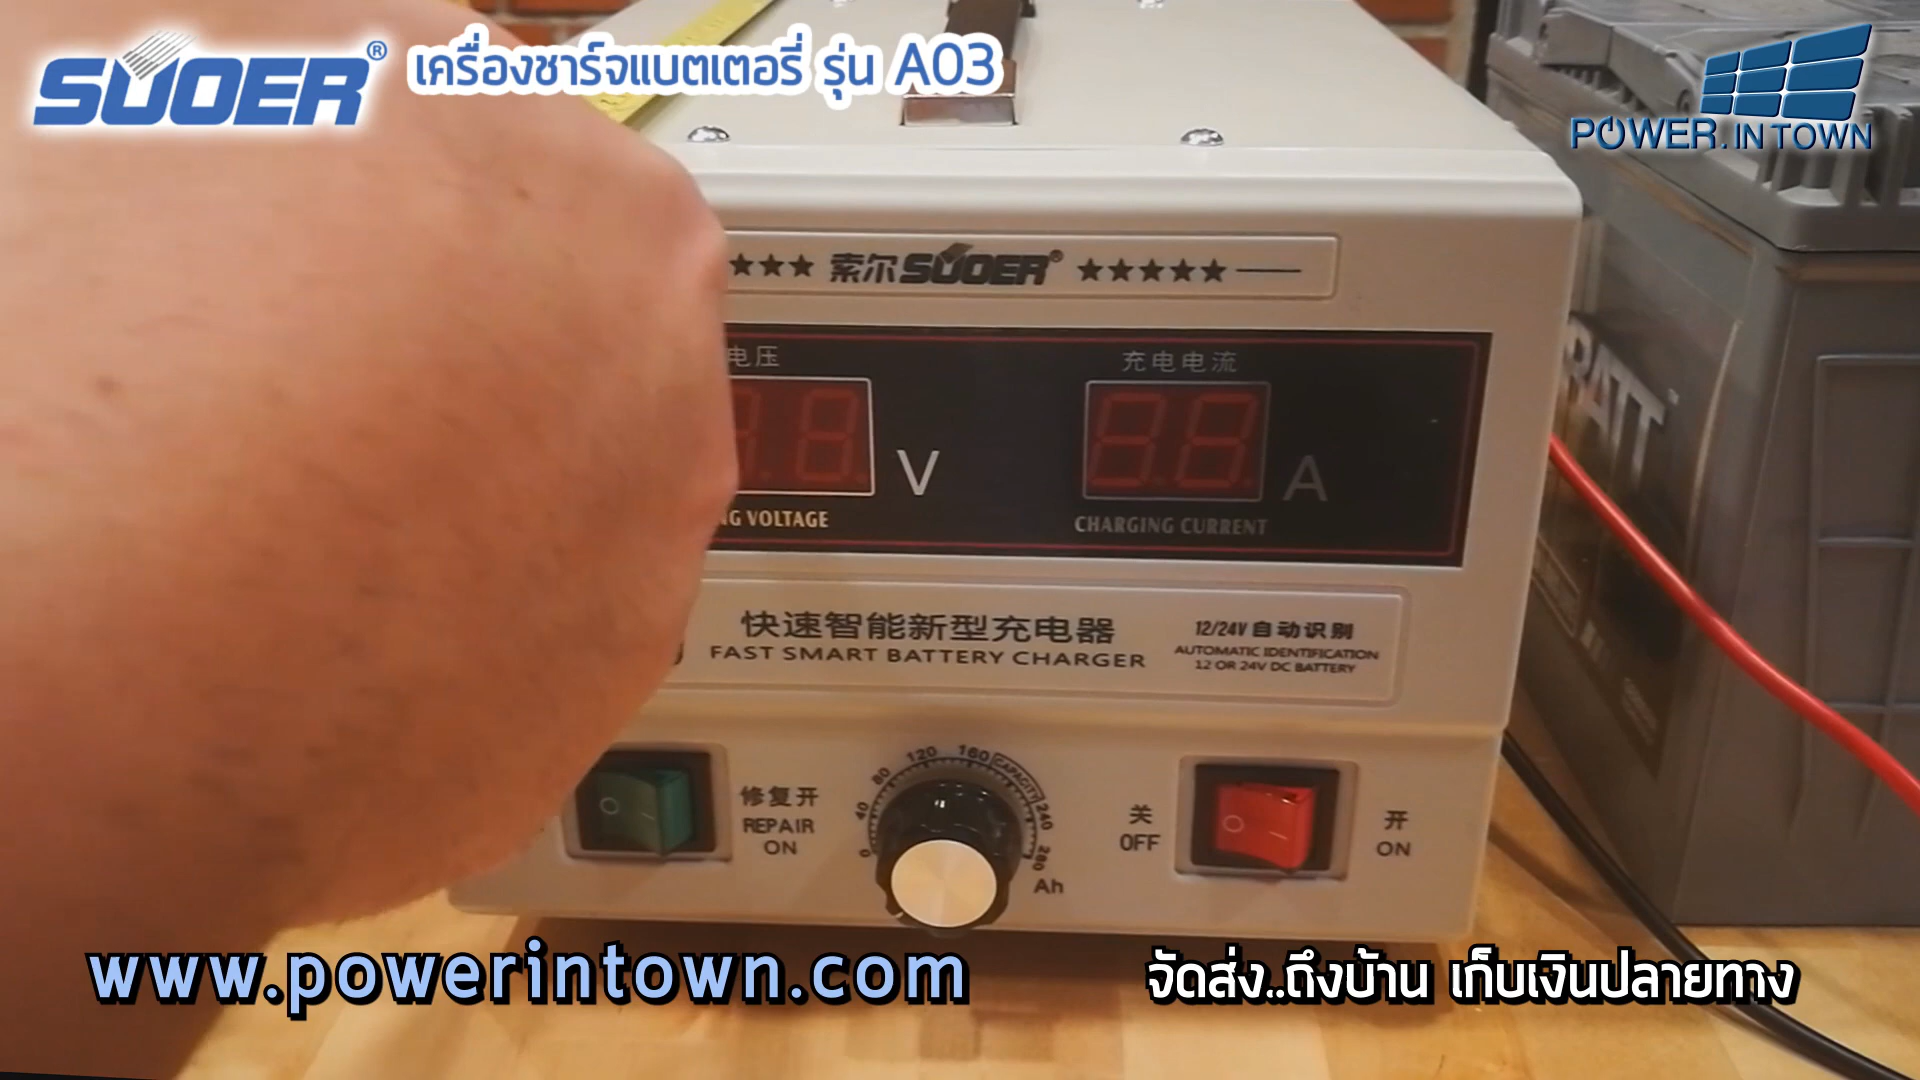 SUOER® เครื่องชาร์จแบตเตอรี่ รุ่น A03
POWER.IN TOWN
★★★ 索尔 SUOER® ★★★★★
电压
充电电流
V
A
VOLTAGE
CHARGING CURRENT
快速智能新型充电器
FAST SMART BATTERY CHARGER
12/24V 自动识别
AUTOMATIC IDENTIFICATION
12 OR 24V DC BATTERY
修复开
REPAIR
ON
0 40 80 120 160 CAPACITY 240 280
Ah
关
OFF
开
ON
BATT
www.powerintown.com
จัดส่ง..ถึงบ้าน เก็บเงินปลายทาง